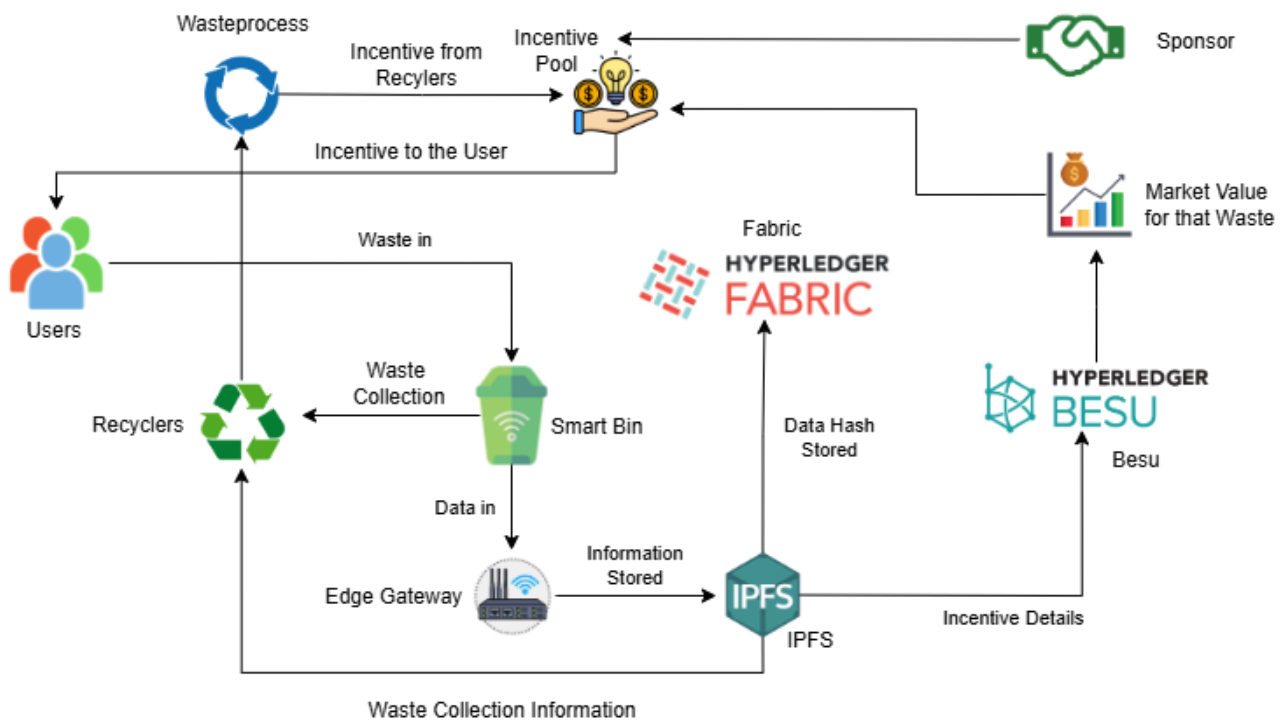 Wasteprocess
Incentive from
Recylers
Incentive
Pool
Sponsor
Incentive to the User
Market Value
for that Waste
Waste in
Fabric
HYPERLEDGER
FABRIC
Users
Waste
Collection
Recyclers
Smart Bin
Data Hash
Stored
HYPERLEDGER
BESU
Besu
Data in
Information
Stored
Edge Gateway
IPFS
IPFS
Incentive Details
Waste Collection Information